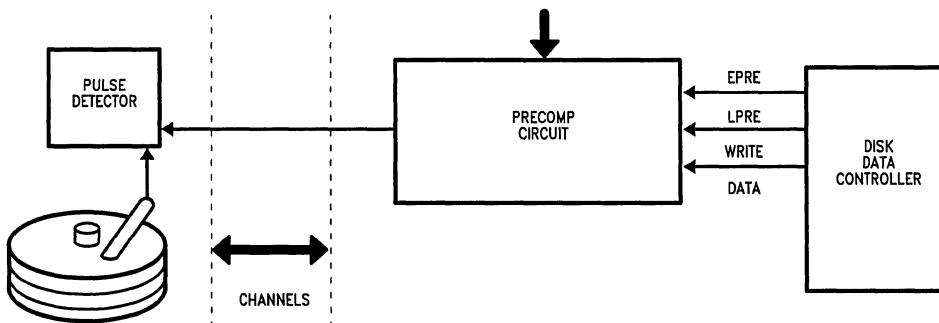 PULSE
DETECTOR
PRECOMP
CIRCUIT
EPRE
LPRE
WRITE
DATA
DISK
DATA
CONTROLLER
CHANNELS